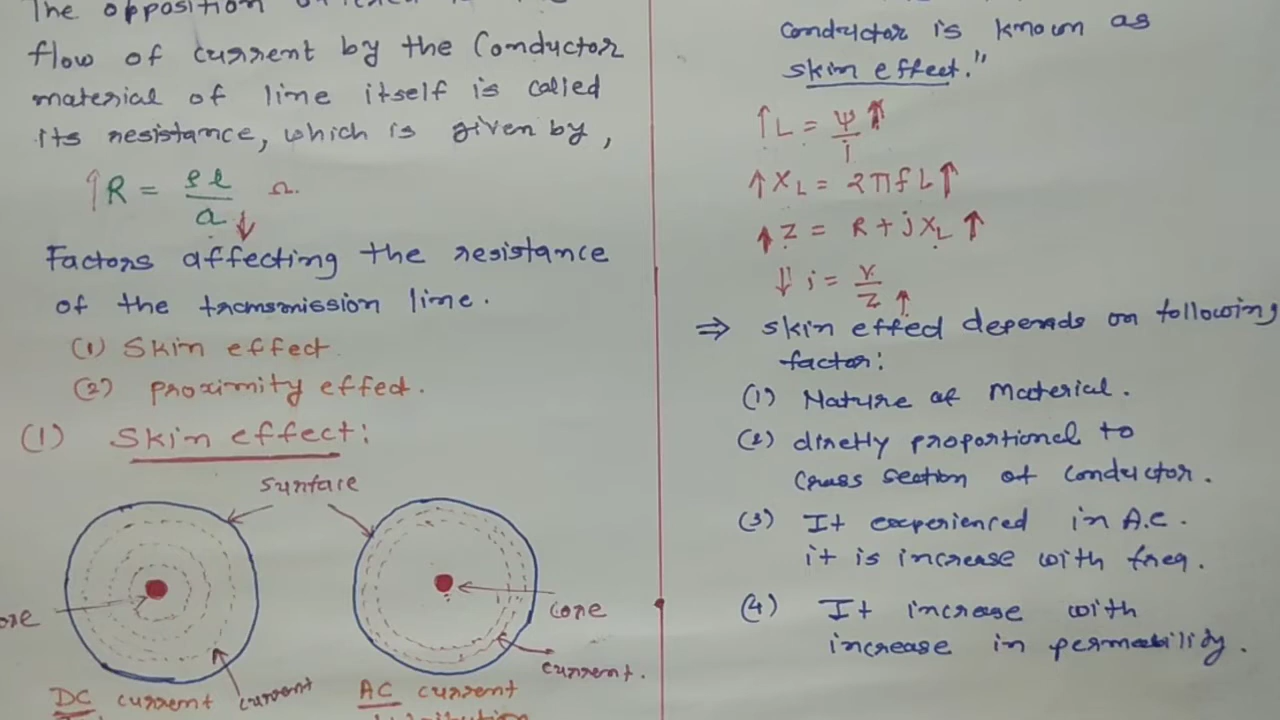 The opposition
flow of current by the Conductor
material of line itself is called
its resistance, which is given by,
↑R = ρl/a↓ Ω.
Factors affecting the resistance
of the transmission line.
(1) Skin effect.
(2) proximity effect.
(1) Skin effect:
surface
core
current
DC current
core
current.
AC current
conductor is known as
skin effect."
↑L = Ψ↑/i
↑XL = 2πfL↑
↑Z = R + jXL↑
↓i = V/Z↑
⇒ skin effect depends on following
factor:
(1) Nature of Material.
(2) diretly proportional to
Cross section of conductor.
(3) It experienced in A.C.
it is increase with freq.
(4) It increase with
increase in permability.